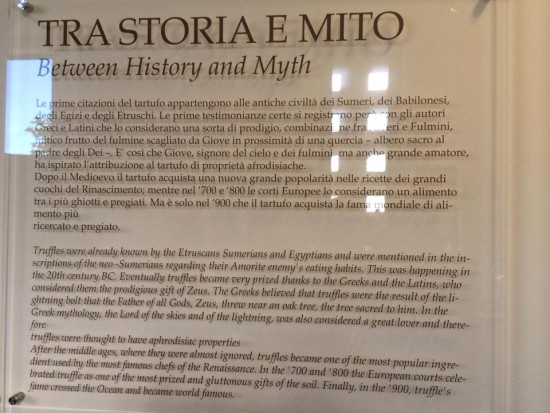 TRA STORIA E MITO
Between History and Myth
Le prime citazioni del tartufo appartengono alle antiche civiltà dei Sumeri, dei Babilonesi,
degli Egizi e degli Etruschi. Le prime testimonianze certe si registrano però con gli autori
Greci e Latini che lo considerano una sorta di prodigio, combinazione fra eri e Fulmini,
antico frutto del fulmine scagliato da Giove in prossimità di una quercia – albero sacro al
padre degli Dei –. E' così che Giove, signore del cielo e dei fulmini ma anche grande amatore,
ha ispirato l'attribuzione al tartufo di proprietà afrodisiache.
Dopo il Medioevo il tartufo acquista una nuova grande popolarità nelle ricette dei grandi
cuochi del Rinascimento; mentre nel '700 e '800 le corti Europee lo considerano un alimento
tra i più ghiotti e pregiati. Ma è solo nel '900 che il tartufo acquista la fama mondiale di ali-
mento più
ricercato e pregiato.
Truffles were already known by the Etruscans Sumerians and Egyptians and were mentioned in the in-
scriptions of the neo-Sumerians regarding their Amorite enemy's eating habits. This was happening in
the 20th century BC. Eventually truffles became very prized thanks to the Greeks and the Latins, who
considered them the prodigious gift of Zeus. The Greeks believed that truffles were the result of the li-
ghtning bolt that the Father of all Gods, Zeus, threw near an oak tree, the tree sacred to him. In the
Greek mythology, the Lord of the skies and of the lightning, was also considered a great lover and there-
fore
truffles were thought to have aphrodisiac properties
After the middle ages, where they were almost ignored, truffles became one of the most popular ingre-
dient used by the most famous chefs of the Renaissance. In the '700 and '800 the European courts cele-
brated truffle as one of the most prized and gluttonous gifts of the soil. Finally, in the '900, truffle's
fame crossed the Ocean and became world famous.